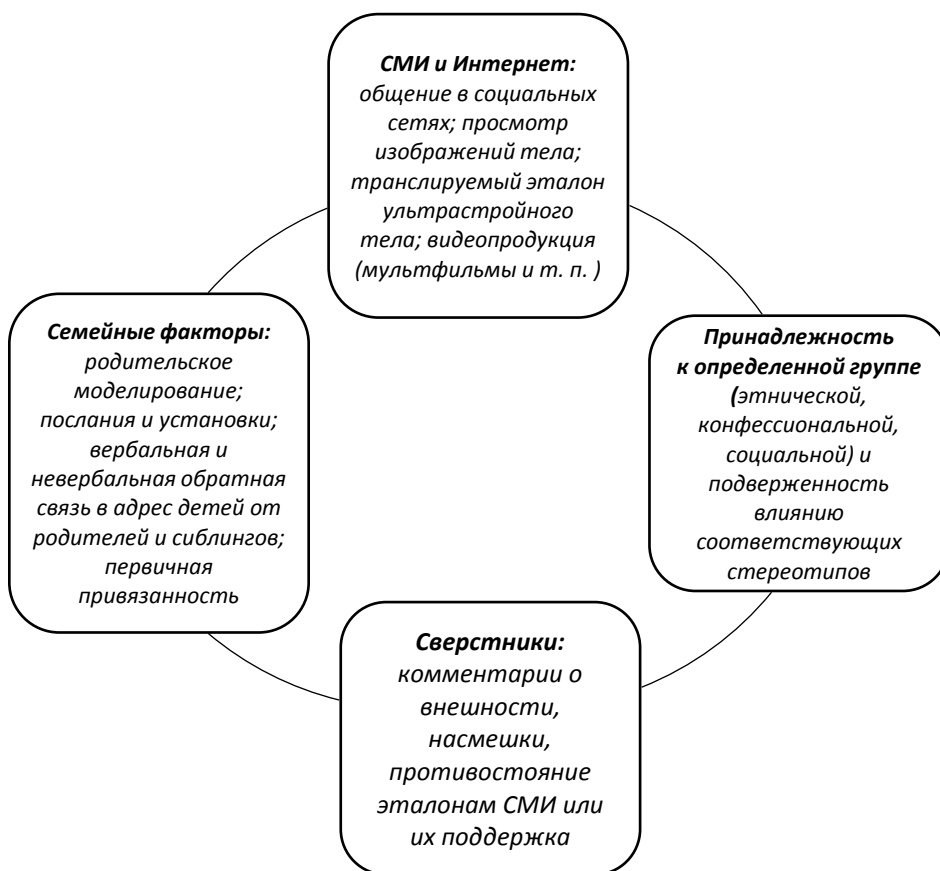 СМИ и Интернет:
общение в социальных
сетях; просмотр
изображений тела;
транслируемый эталон
ультрастройного
тела; видеопродукция
(мультфильмы и т. п. )
Семейные факторы:
родительское
моделирование;
послания и установки;
вербальная и
невербальная обратная
связь в адрес детей от
родителей и сиблингов;
первичная
привязанность
Принадлежность
к определенной группе
(этнической,
конфессиональной,
социальной) и
подверженность
влиянию
соответствующих
стереотипов
Сверстники:
комментарии о
внешности,
насмешки,
противостояние
эталонам СМИ или
их поддержка